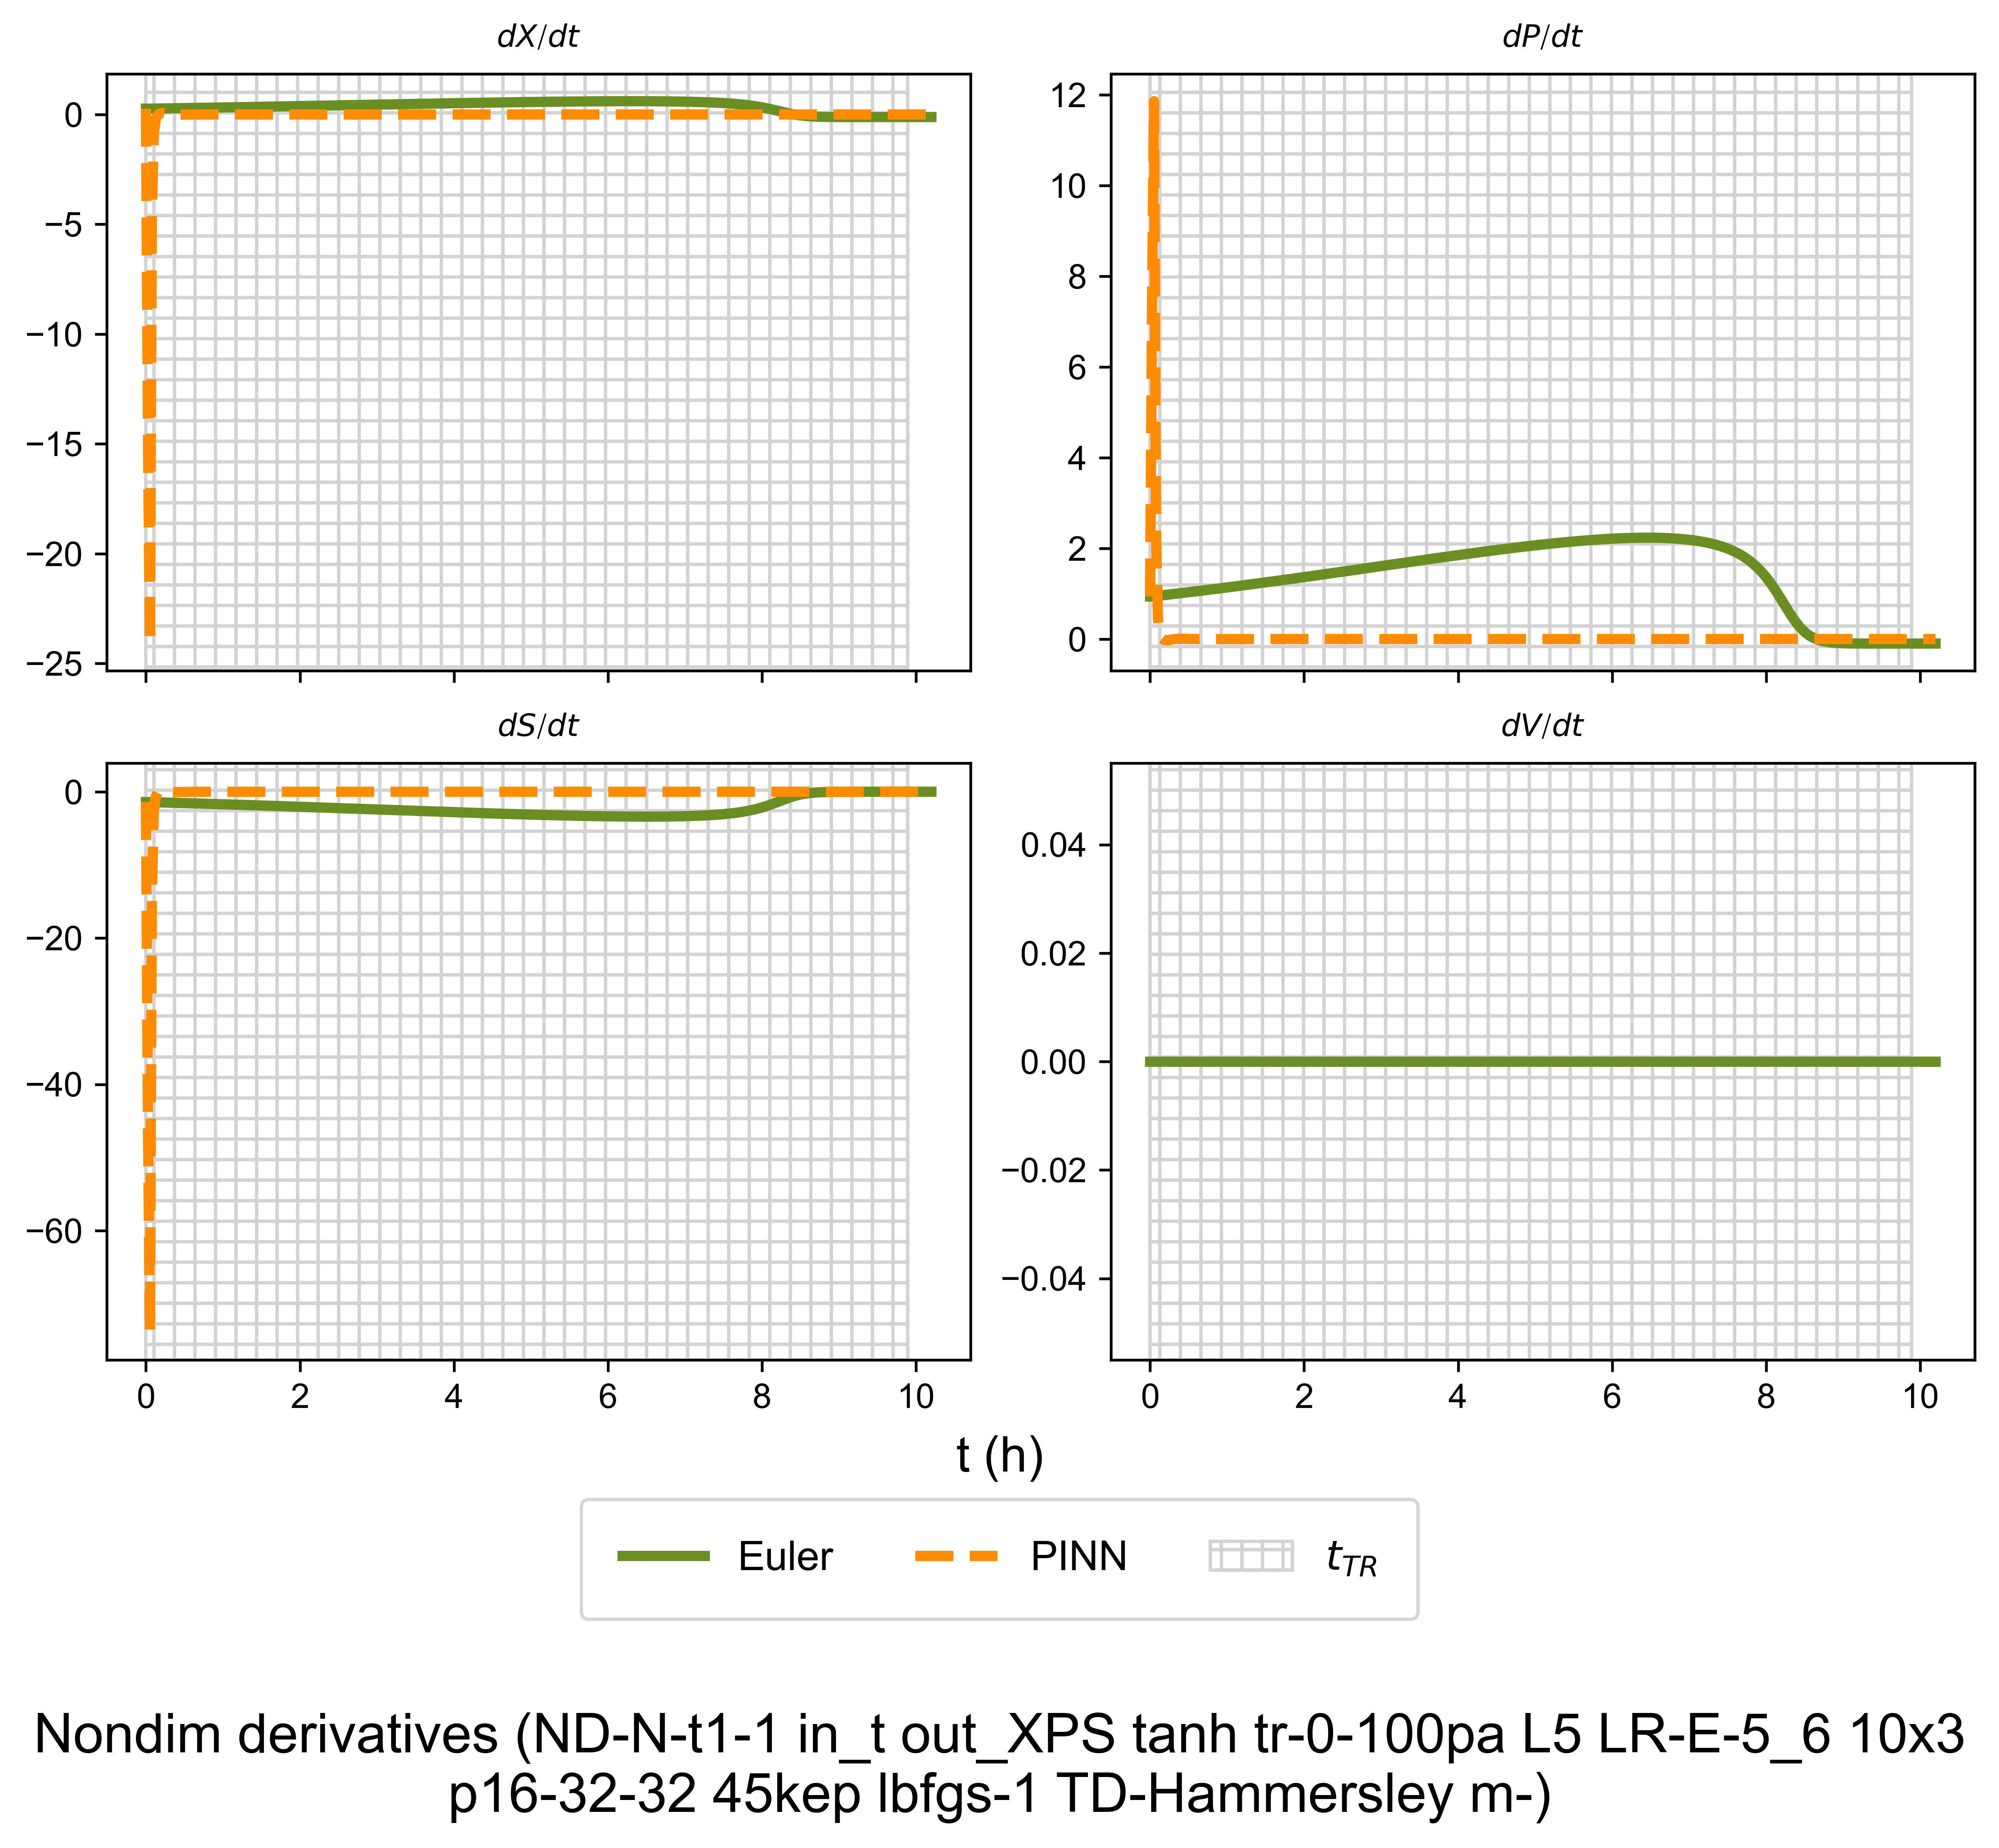 dX/dt
dP/dt
0
−5
−10
−15
−20
−25
12
10
8
6
4
2
0
dS/dt
dV/dt
0
−20
−40
−60
0.04
0.02
0.00
−0.02
−0.04
0 2 4 6 8 10
0 2 4 6 8 10
t (h)
Euler PINN t_TR
Nondim derivatives (ND-N-t1-1 in_t out_XPS tanh tr-0-100pa L5 LR-E-5_6 10x3
p16-32-32 45kep lbfgs-1 TD-Hammersley m-)